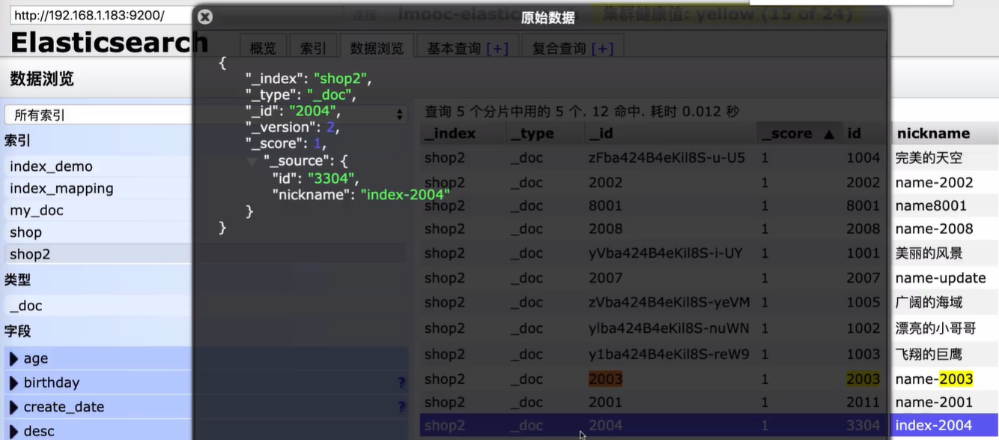 http://192.168.1.183:9200/
连接 imooc-elastic 集群健康值: yellow (15 of 24)
原始数据
Elasticsearch
概览 索引 数据浏览 基本查询 [+] 复合查询 [+]
数据浏览
{
"_index": "shop2",
"_type": "_doc",
"_id": "2004",
"_version": 2,
"_score": 1,
"_source": {
"id": "3304",
"nickname": "index-2004"
}
}
所有索引
索引
index_demo
index_mapping
my_doc
shop
shop2
类型
_doc
字段
age
birthday ?
create_date ?
desc
查询 5 个分片中用的 5 个. 12 命中. 耗时 0.012 秒
_index _type _id _score ▲ id nickname
shop2 _doc zFba424B4eKil8S-u-U5 1 1004 完美的天空
shop2 _doc 2002 1 2002 name-2002
shop2 _doc 8001 1 8001 name8001
shop2 _doc 2008 1 2008 name-2008
shop2 _doc yVba424B4eKil8S-i-UY 1 1001 美丽的风景
shop2 _doc 2007 1 2007 name-update
shop2 _doc zVba424B4eKil8S-yeVM 1 1005 广阔的海域
shop2 _doc ylba424B4eKil8S-nuWN 1 1002 漂亮的小哥哥
shop2 _doc y1ba424B4eKil8S-reW9 1 1003 飞翔的巨鹰
shop2 _doc 2003 1 2003 name-2003
shop2 _doc 2001 1 2011 name-2001
shop2 _doc 2004 1 3304 index-2004